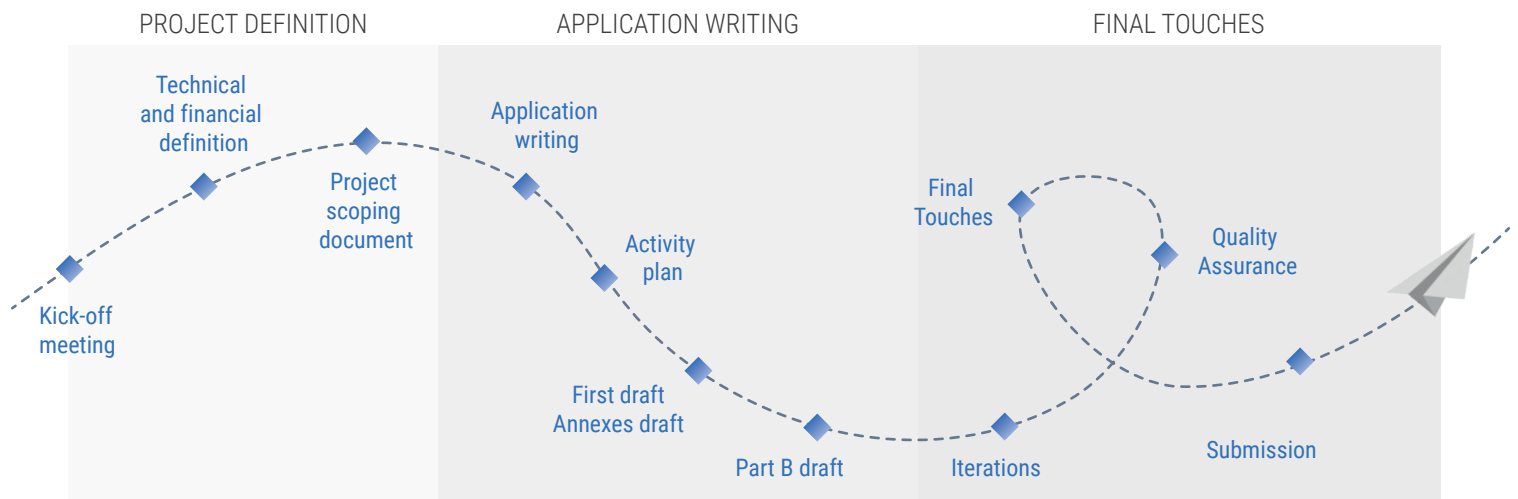 PROJECT DEFINITION
APPLICATION WRITING
FINAL TOUCHES
Technical
and financial
definition
Project
scoping
document
Kick-off
meeting
Application
writing
Activity
plan
First draft
Annexes draft
Part B draft
Final
Touches
Quality
Assurance
Iterations
Submission